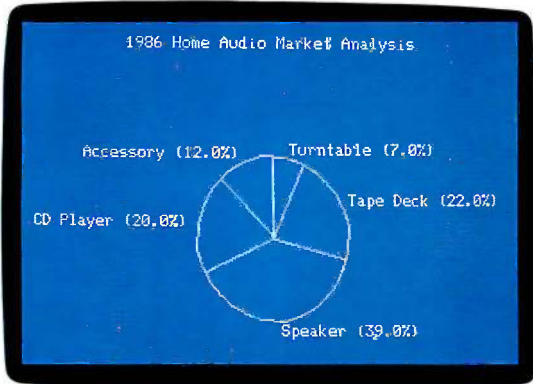 1986 Home Audio Market Analysis
Accessory (12.0%)
Turntable (7.0%)
Tape Deck (22.0%)
CD Player (20.0%)
Speaker (39.0%)